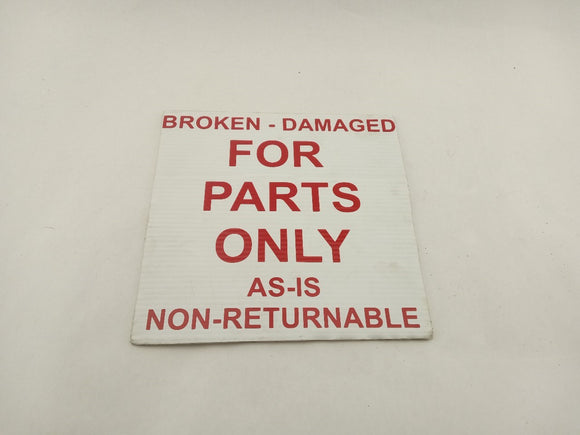 BROKEN - DAMAGED
FOR
PARTS
ONLY
AS-IS
NON-RETURNABLE